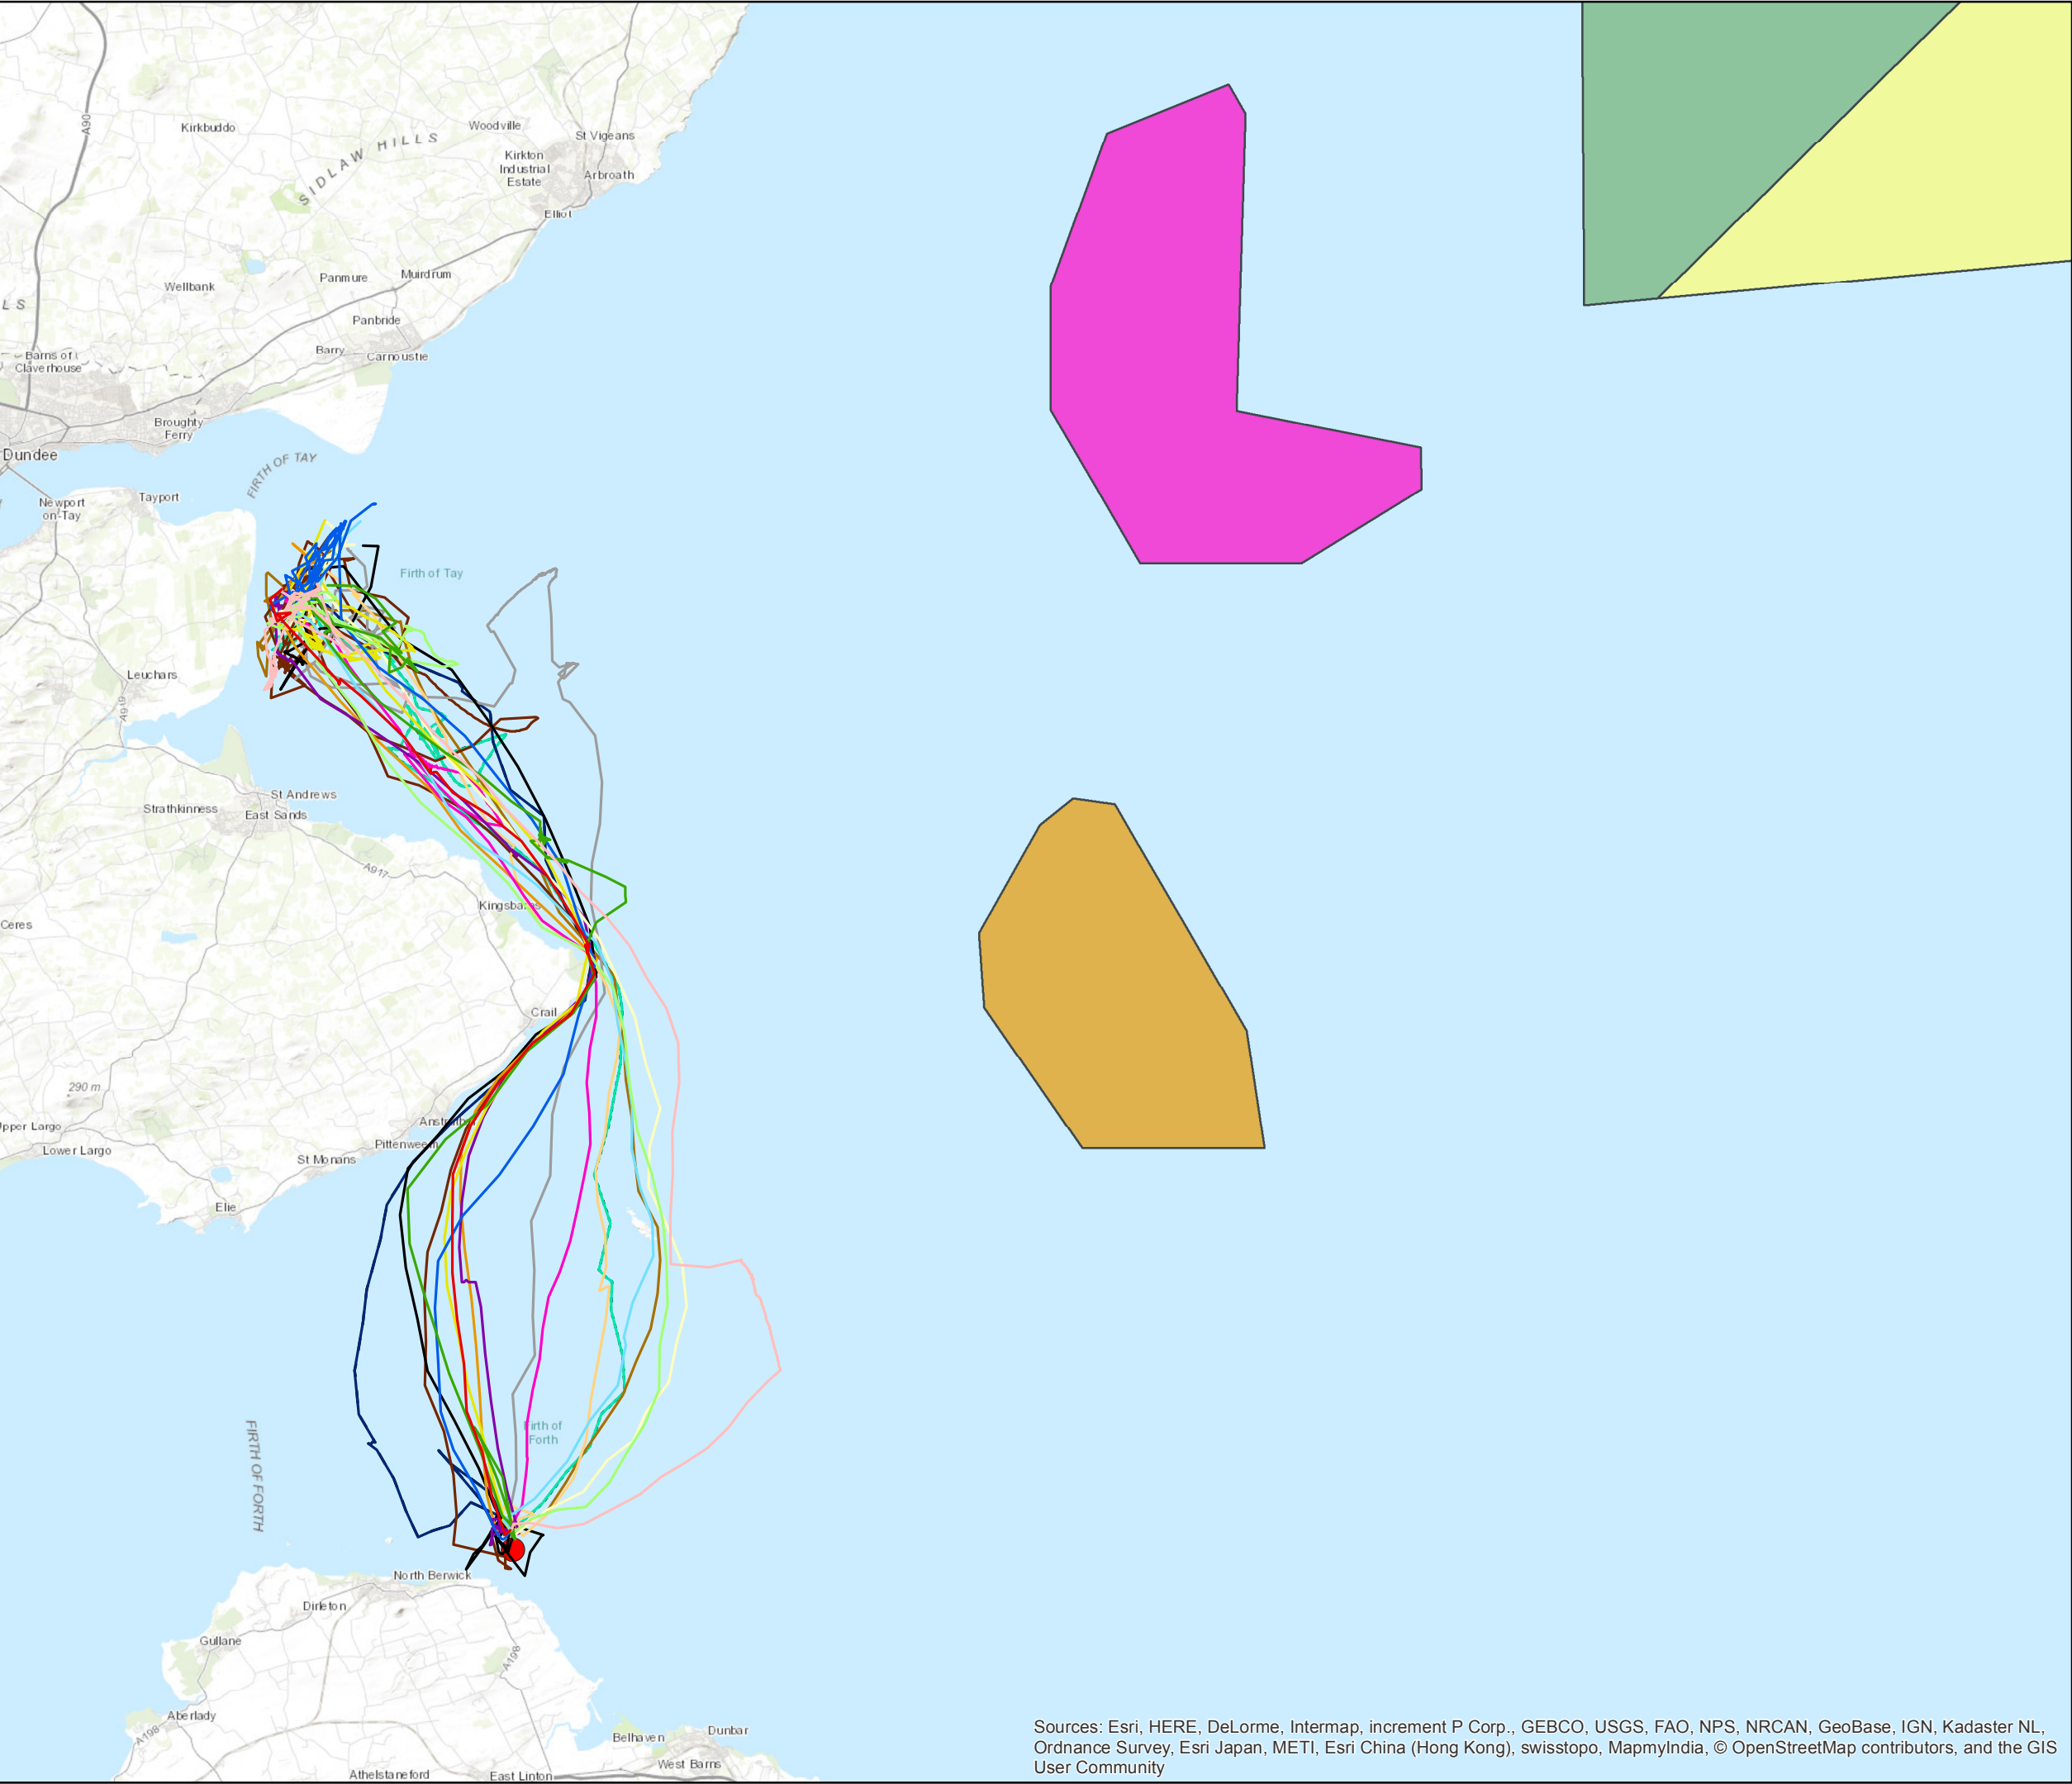 Kirkbuddo
Woodville
St Vigeans
A90
SIDLAW HILLS
Kirkton
Industrial
Estate
Arbroath
Elliot
Panmure
Muirdrum
Wellbank
LS
Panbride
Barry
Carnoustie
Barns of
Claverhouse
Broughty
Ferry
Dundee
FIRTH OF TAY
Newport
on-Tay
Tayport
Firth of Tay
Leuchars
A919
St Andrews
Strathkinness
East Sands
A917
Ceres
Crail
290 m
Upper Largo
Lower Largo
Pittenweem
St Monans
Elie
Firth of
Forth
FIRTH OF FORTH
North Berwick
Dirleton
Gullane
A198
Aberlady
A198
Belhaven
Dunbar
West Barns
Athelstaneford
East Linton
Sources: Esri, HERE, DeLorme, Intermap, increment P Corp., GEBCO, USGS, FAO, NPS, NRCAN, GeoBase, IGN, Kadaster NL,
Ordnance Survey, Esri Japan, METI, Esri China (Hong Kong), swisstopo, MapmyIndia, © OpenStreetMap contributors, and the GIS
User Community